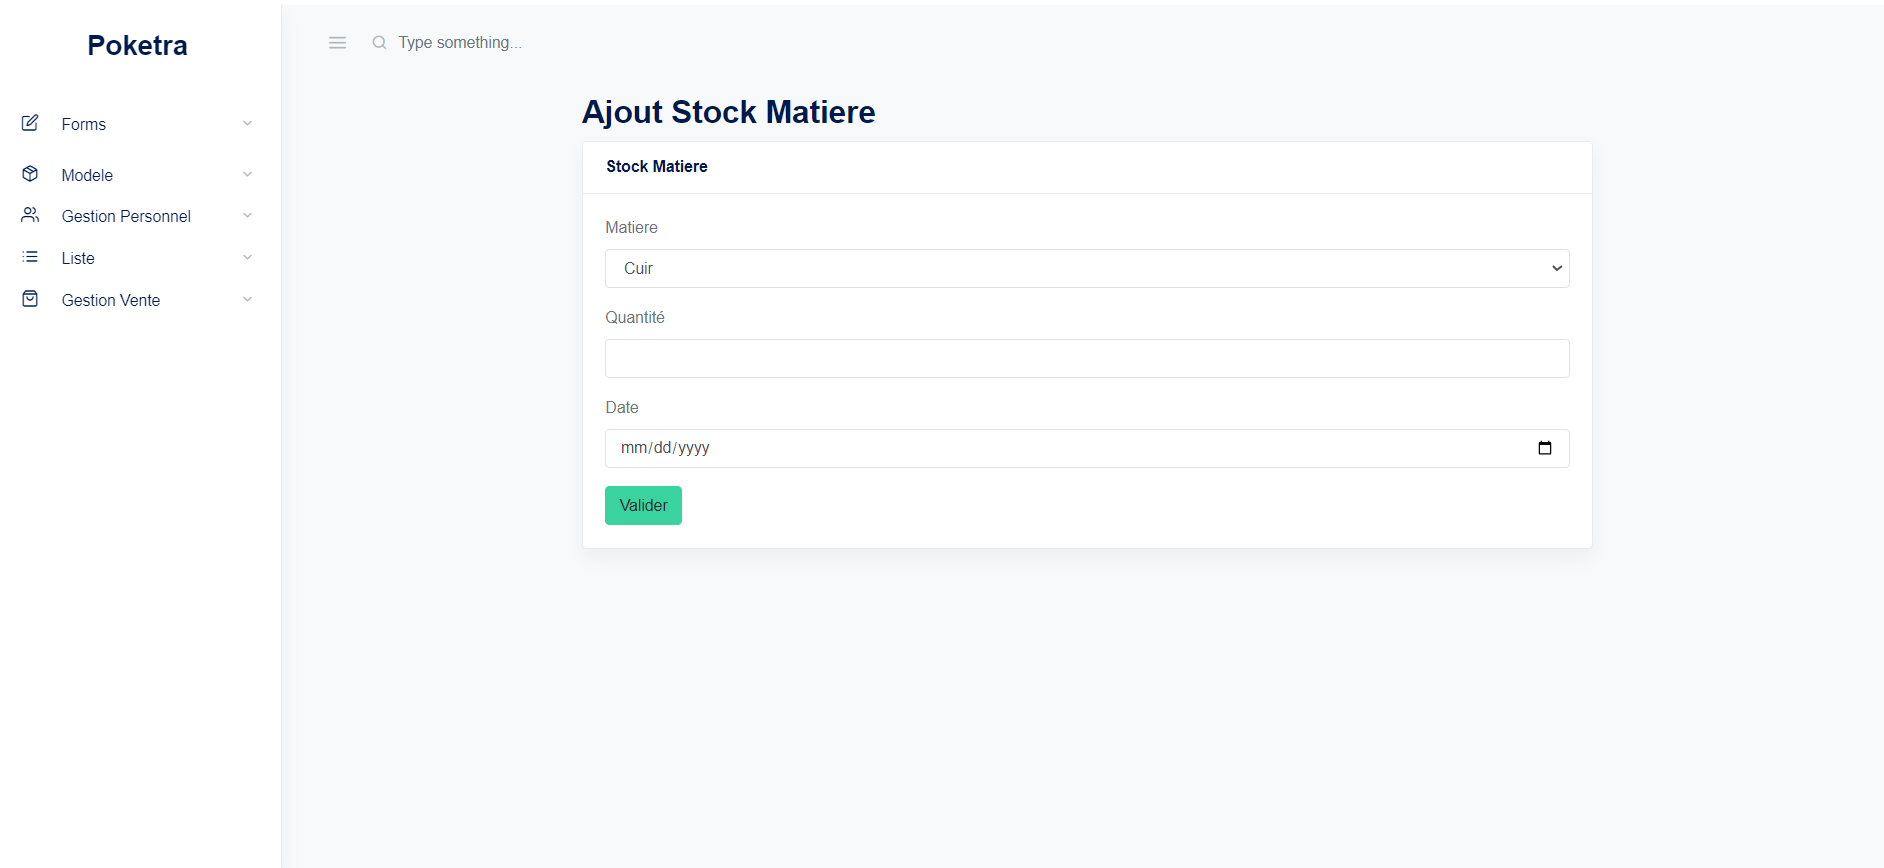 Poketra
Forms
Modele
Gestion Personnel
Liste
Gestion Vente
Type something...
Ajout Stock Matiere
Stock Matiere
Matiere
Cuir
Quantité
Date
mm/dd/yyyy
Valider